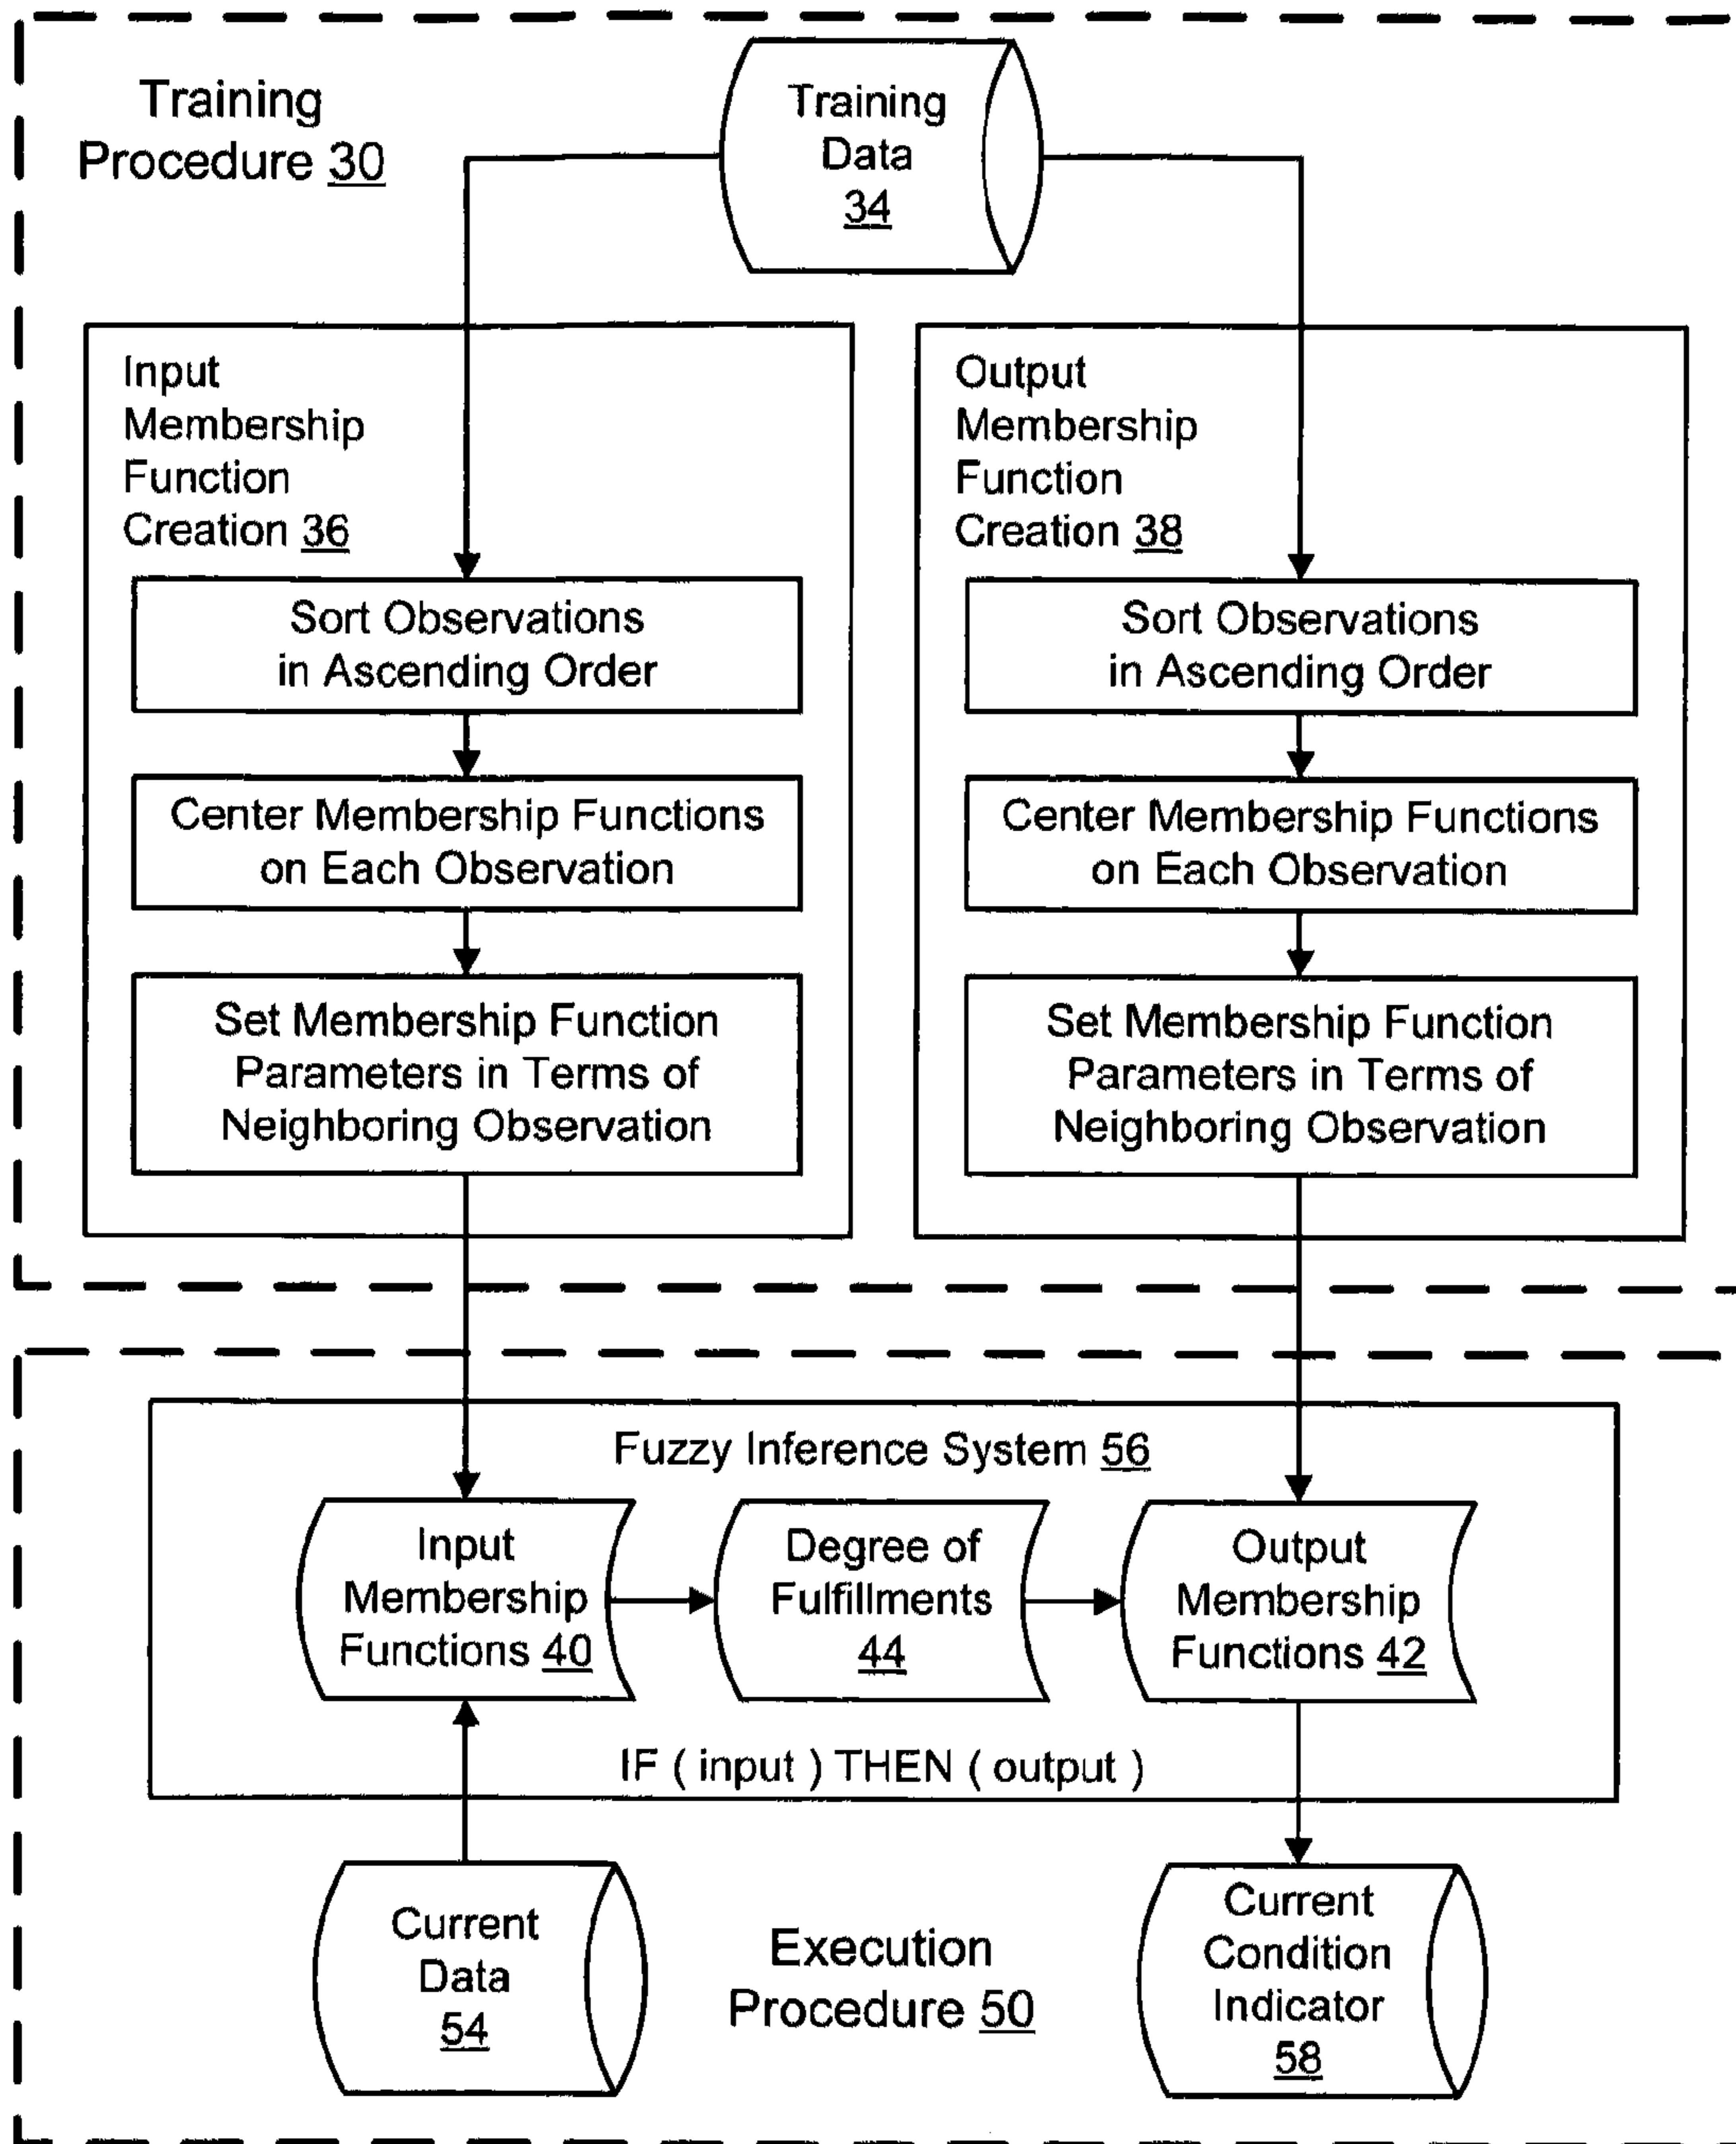 Training
Procedure 30
Training
Data
34
Input
Membership
Function
Creation 36
Sort Observations
in Ascending Order
Center Membership Functions
on Each Observation
Set Membership Function
Parameters in Terms of
Neighboring Observation
Output
Membership
Function
Creation 38
Sort Observations
in Ascending Order
Center Membership Functions
on Each Observation
Set Membership Function
Parameters in Terms of
Neighboring Observation
Fuzzy Inference System 56
Input
Membership
Functions 40
Degree of
Fulfillments
44
Output
Membership
Functions 42
IF ( input ) THEN ( output )
Current
Data
54
Execution
Procedure 50
Current
Condition
Indicator
58